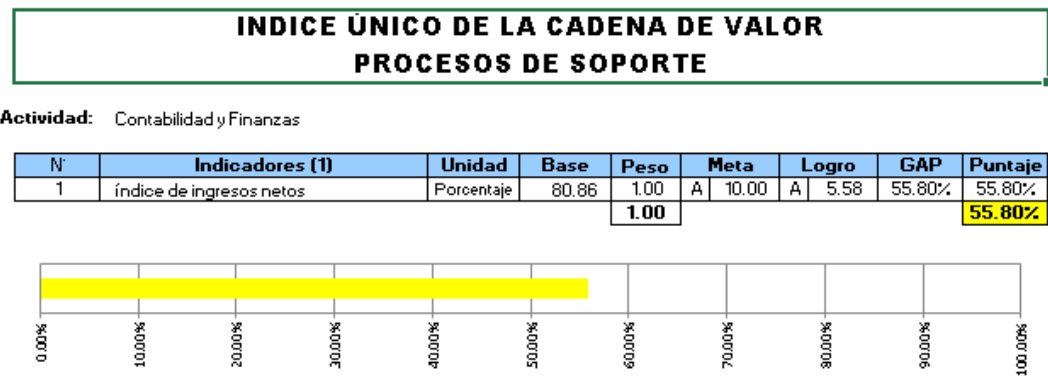 INDICE ÚNICO DE LA CADENA DE VALOR
PROCESOS DE SOPORTE
Actividad: Contabilidad y Finanzas
N° Indicadores (1) Unidad Base Peso Meta Logro GAP Puntaje
1 índice de ingresos netos Porcentaje 80.86 1.00 A 10.00 A 5.58 55.80% 55.80%
1.00 55.80%
0.00% 10.00% 20.00% 30.00% 40.00% 50.00% 60.00% 70.00% 80.00% 90.00% 100.00%